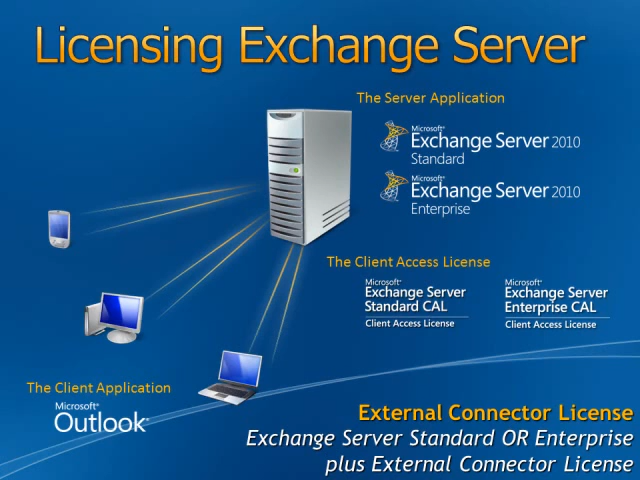 Licensing Exchange Server
The Server Application
Microsoft®
Exchange Server 2010
Standard
Microsoft®
Exchange Server 2010
Enterprise
The Client Access License
Microsoft®
Exchange Server
Standard CAL
Client Access License
Microsoft®
Exchange Server
Enterprise CAL
Client Access License
The Client Application
Microsoft®
Outlook®
External Connector License
Exchange Server Standard OR Enterprise
plus External Connector License